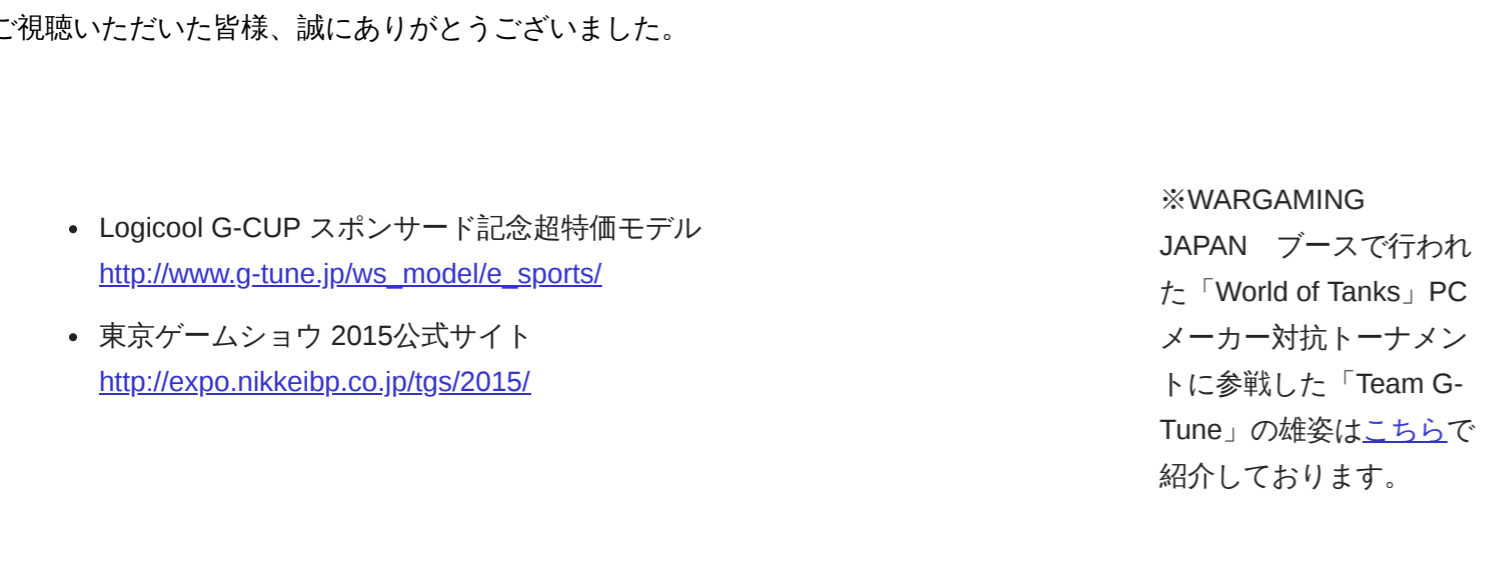 ご視聴いただいた皆様、誠にありがとうございました。
Logicool G-CUP スポンサード記念超特価モデル
http://www.g-tune.jp/ws_model/e_sports/
東京ゲームショウ 2015公式サイト
http://expo.nikkeibp.co.jp/tgs/2015/
※WARGAMING
JAPAN　ブースで行われ
た「World of Tanks」PC
メーカー対抗トーナメン
トに参戦した「Team G-
Tune」の雄姿はこちらで
紹介しております。